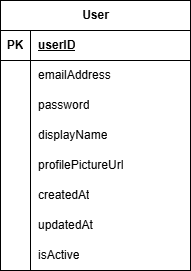 User
PK userID
emailAddress
password
displayName
profilePictureUrl
createdAt
updatedAt
isActive